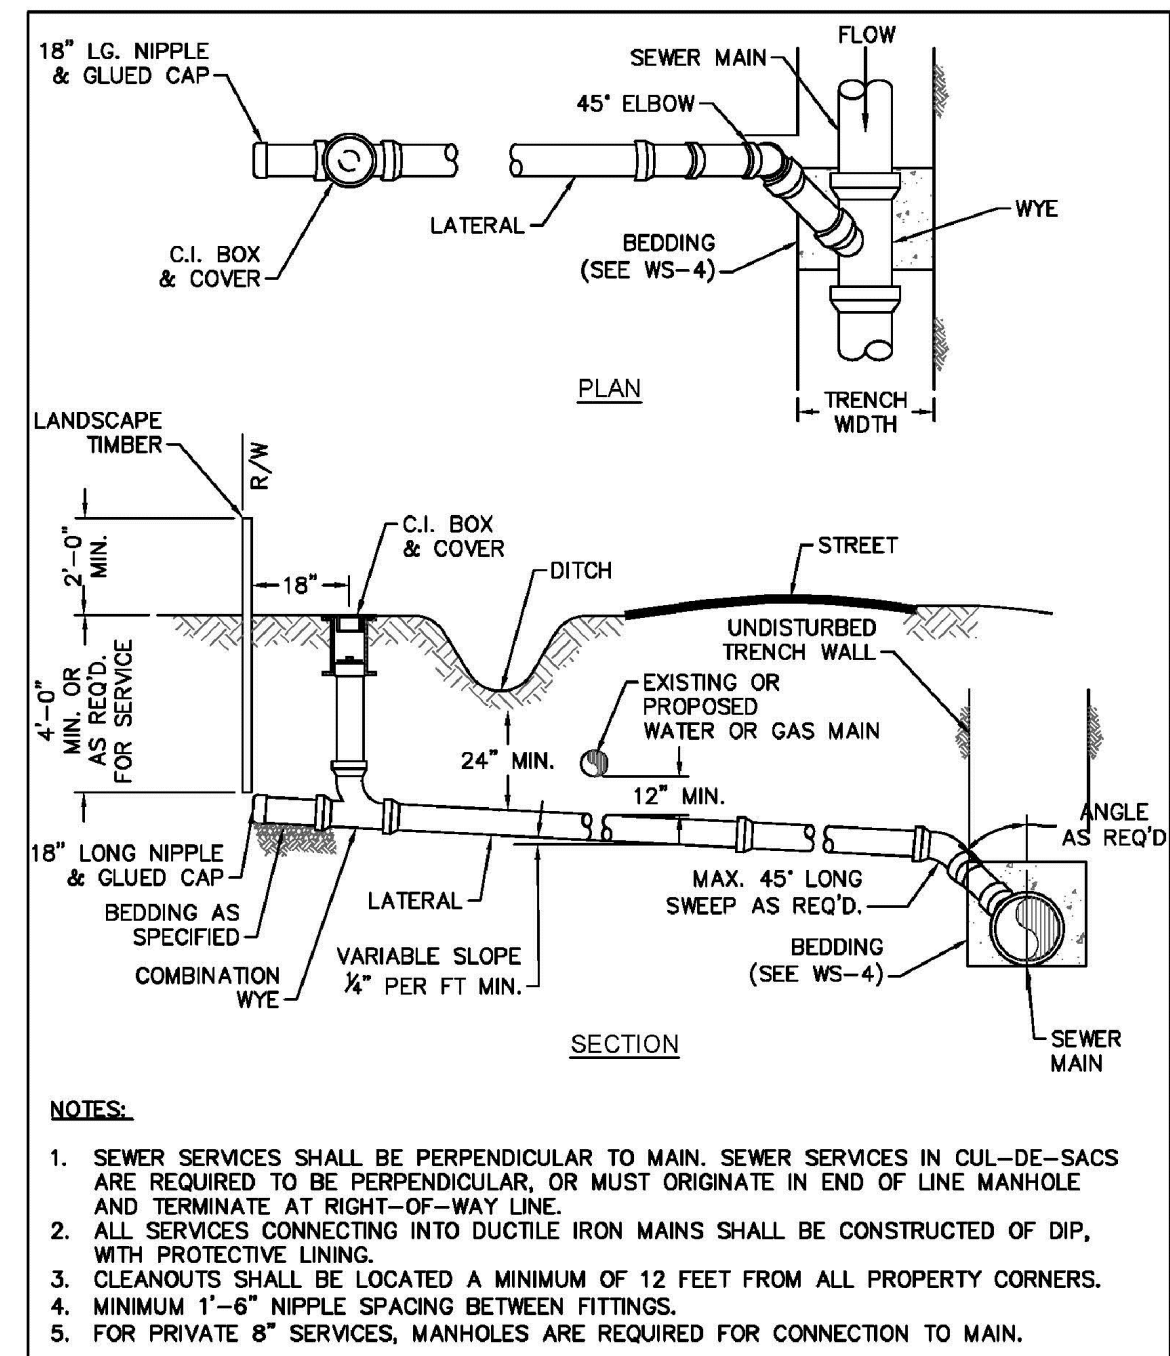 18" LG. NIPPLE
& GLUED CAP
C.I. BOX
& COVER
LATERAL
45° ELBOW
SEWER MAIN
FLOW
WYE
BEDDING
(SEE WS-4)
TRENCH
WIDTH
PLAN
LANDSCAPE
TIMBER
R/W
2'-0"
MIN.
18"
C.I. BOX
& COVER
DITCH
STREET
UNDISTURBED
TRENCH WALL
4'-0"
MIN. OR
AS REQ'D.
FOR SERVICE
EXISTING OR
PROPOSED
WATER OR GAS MAIN
24" MIN.
12" MIN.
ANGLE
AS REQ'D
18" LONG NIPPLE
& GLUED CAP
BEDDING AS
SPECIFIED
COMBINATION
WYE
LATERAL
VARIABLE SLOPE
¼" PER FT MIN.
MAX. 45° LONG
SWEEP AS REQ'D.
BEDDING
(SEE WS-4)
SEWER
MAIN
SECTION
NOTES:
1. SEWER SERVICES SHALL BE PERPENDICULAR TO MAIN. SEWER SERVICES IN CUL-DE-SACS
ARE REQUIRED TO BE PERPENDICULAR, OR MUST ORIGINATE IN END OF LINE MANHOLE
AND TERMINATE AT RIGHT-OF-WAY LINE.
2. ALL SERVICES CONNECTING INTO DUCTILE IRON MAINS SHALL BE CONSTRUCTED OF DIP,
WITH PROTECTIVE LINING.
3. CLEANOUTS SHALL BE LOCATED A MINIMUM OF 12 FEET FROM ALL PROPERTY CORNERS.
4. MINIMUM 1'-6" NIPPLE SPACING BETWEEN FITTINGS.
5. FOR PRIVATE 8" SERVICES, MANHOLES ARE REQUIRED FOR CONNECTION TO MAIN.